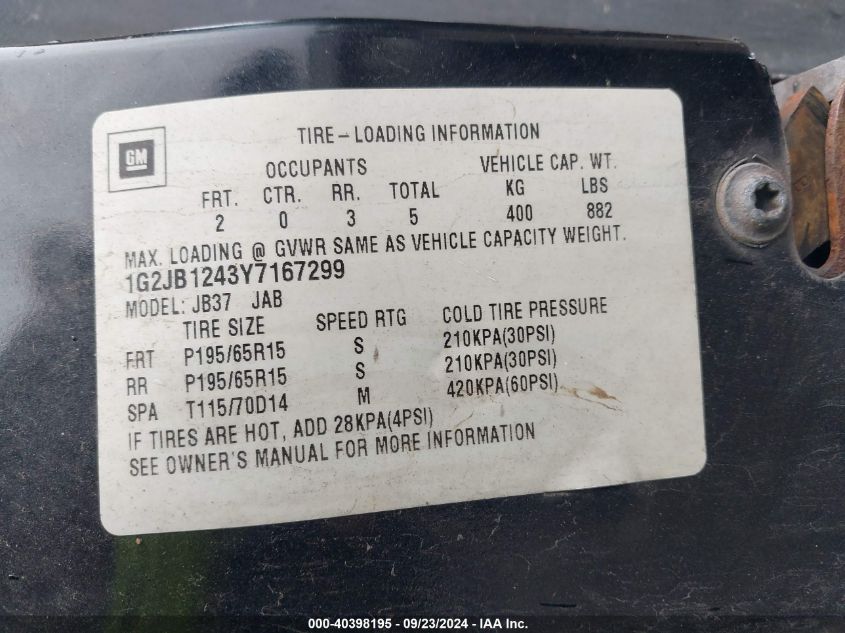 GM
TIRE-LOADING INFORMATION
OCCUPANTS VEHICLE CAP. WT.
FRT. CTR. RR. TOTAL KG LBS
2 0 3 5 400 882
MAX. LOADING @ GVWR SAME AS VEHICLE CAPACITY WEIGHT.
1G2JB1243Y7167299
MODEL: JB37 JAB
TIRE SIZE SPEED RTG COLD TIRE PRESSURE
FRT P195/65R15 S 210KPA(30PSI)
RR P195/65R15 S 210KPA(30PSI)
SPA T115/70D14 M 420KPA(60PSI)
IF TIRES ARE HOT, ADD 28KPA(4PSI)
SEE OWNER'S MANUAL FOR MORE INFORMATION
000-40398195 - 09/23/2024 - IAA Inc.